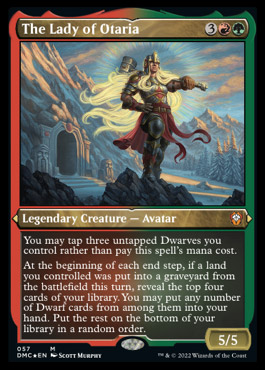 The Lady of Otaria 3
Legendary Creature — Avatar
You may tap three untapped Dwarves you
control rather than pay this spell's mana cost.
At the beginning of each end step, if a land
you controlled was put into a graveyard from
the battlefield this turn, reveal the top four
cards of your library. You may put any number
of Dwarf cards from among them into your
hand. Put the rest on the bottom of your
library in a random order.
5/5
057 M
DMC★EN SCOTT MURPHY ™ & © 2022 Wizards of the Coast